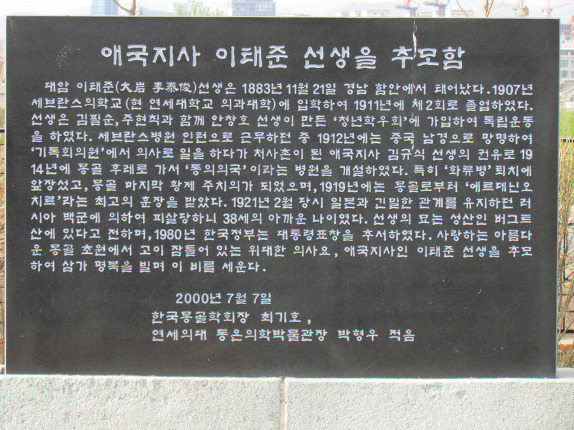 애국지사 이태준 선생을 추모함
대암 이태준(大岩 李泰俊)선생은 1883년 11월 21일 경남 함안에서 태어났다. 1907년
세브란스의학교(현 연세대학교 의과대학)에 입학하여 1911년에 제2회로 졸업하였다.
선생은 김필순,주현칙과 함께 안창호 선생이 만든 '청년학우회'에 가입하여 독립운동
을 하였다. 세브란스병원 인턴으로 근무하던 중 1912년에는 중국 남경으로 망명하여
'기독회의원'에서 의사로 일을 하다가 처사촌이 된 애국지사 김규식 선생의 권유로 19
14년에 몽골 후레로 가서 '동의의국'이라는 병원을 개설하였다. 특히 '화류병' 퇴치에
앞장섰고, 몽골 마지막 황제 주치의가 되었으며,1919년에는 몽골로부터 '에르데닌오
치르'라는 최고의 훈장을 받았다. 1921년 2월 당시 일본과 긴밀한 관계를 유지하던 러
시아 백군에 의하여 피살당하니 38세의 아까운 나이였다. 선생의 묘는 성산인 버그트
산에 있다고 전하며,1980년 한국정부는 대통령표창을 추서하였다. 사랑하는 아름다
운 몽골 초원에서 고이 잠들어 있는 위대한 의사요, 애국지사인 이태준 선생을 추모
하여 삼가 명복을 빌며 이 비를 세운다.
2000년 7월 7일
한국몽골학회장 최기호,
연세의대 동은의학박물관장 박형우 적음